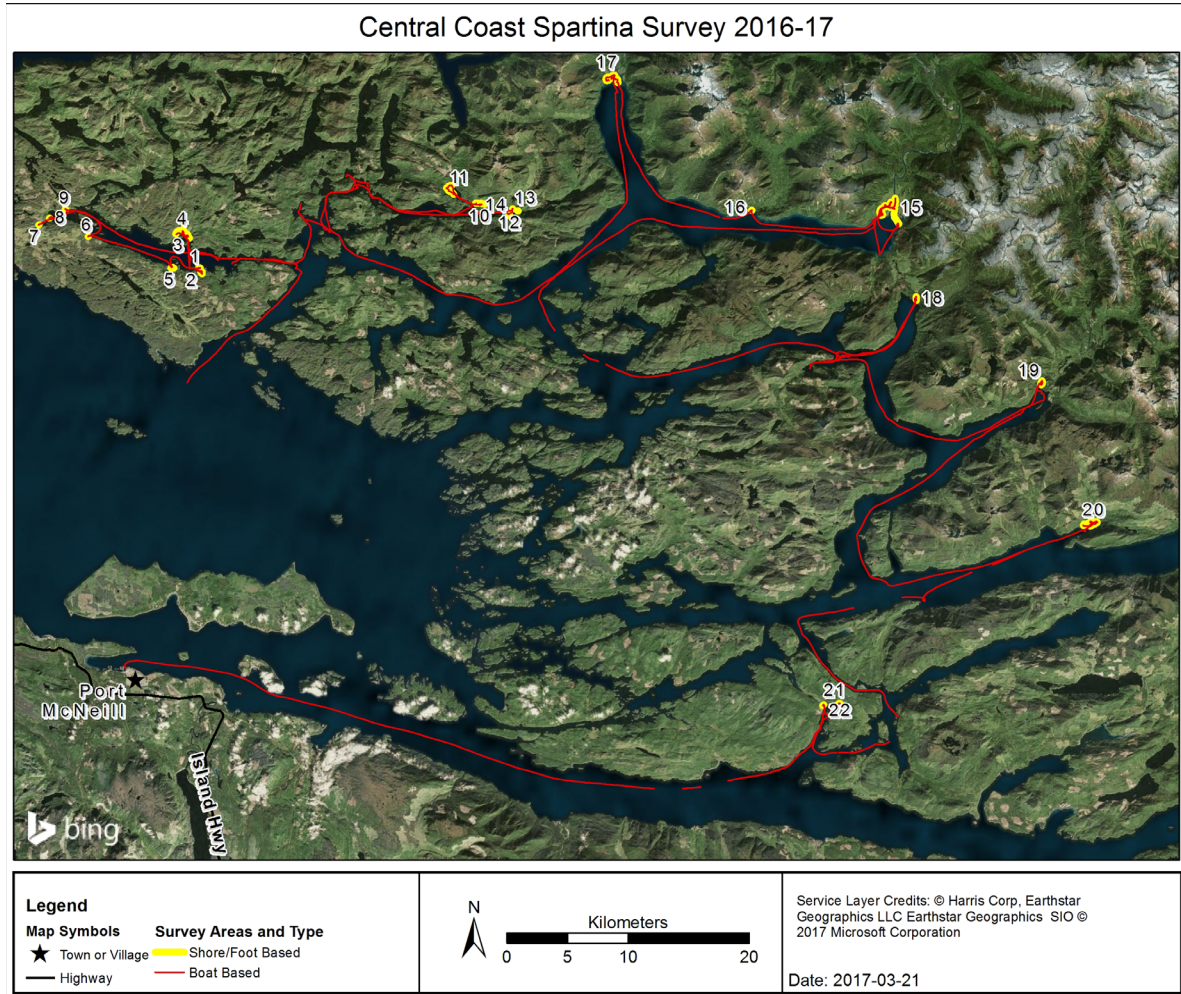 Central Coast Spartina Survey 2016-17
17
11
14
13
10
12
16
15
9
8
7
6
4
3
1
5
2
18
19
20
21
22
Port
McNeill
Island Hwy
bing
Legend
Map Symbols
Town or Village
Highway
Survey Areas and Type
Shore/Foot Based
Boat Based
N
Kilometers
0 5 10 20
Service Layer Credits: © Harris Corp, Earthstar
Geographics LLC Earthstar Geographics SIO ©
2017 Microsoft Corporation
Date: 2017-03-21